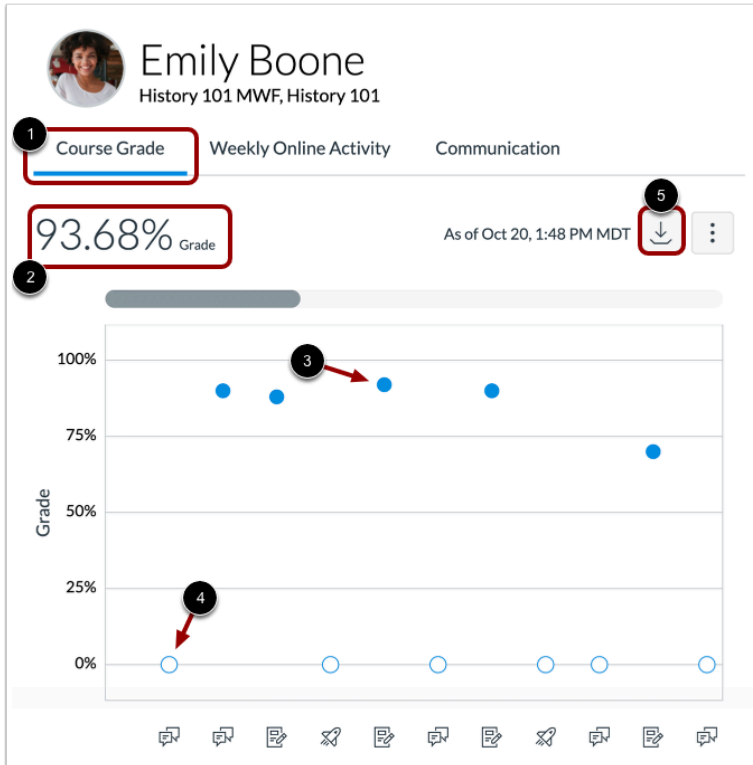 Emily Boone
History 101 MWF, History 101
1
Course Grade Weekly Online Activity Communication
5
93.68% Grade As of Oct 20, 1:48 PM MDT
2
100%
3
75%
50%
Grade
25%
4
0%